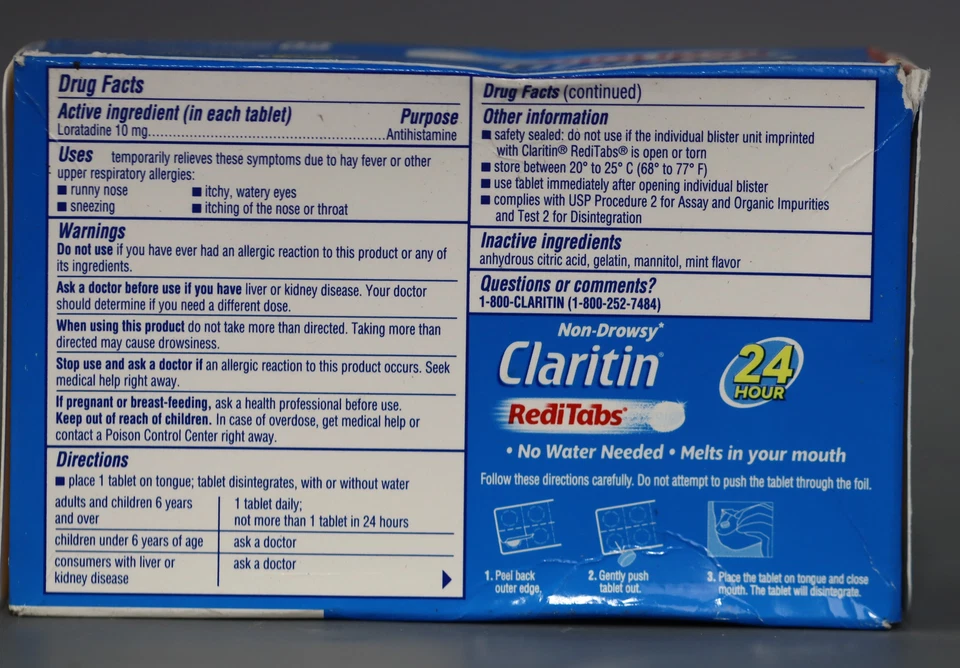 Drug Facts
Active ingredient (in each tablet) Purpose
Loratadine 10 mg..........................................................Antihistamine
Uses temporarily relieves these symptoms due to hay fever or other
upper respiratory allergies:
■ runny nose ■ itchy, watery eyes
■ sneezing ■ itching of the nose or throat
Warnings
Do not use if you have ever had an allergic reaction to this product or any of
its ingredients.
Ask a doctor before use if you have liver or kidney disease. Your doctor
should determine if you need a different dose.
When using this product do not take more than directed. Taking more than
directed may cause drowsiness.
Stop use and ask a doctor if an allergic reaction to this product occurs. Seek
medical help right away.
If pregnant or breast-feeding, ask a health professional before use.
Keep out of reach of children. In case of overdose, get medical help or
contact a Poison Control Center right away.
Directions
■ place 1 tablet on tongue; tablet disintegrates, with or without water
adults and children 6 years
and over
1 tablet daily;
not more than 1 tablet in 24 hours
children under 6 years of age
ask a doctor
consumers with liver or
kidney disease
ask a doctor
Drug Facts (continued)
Other information
■ safety sealed: do not use if the individual blister unit imprinted
with Claritin® RediTabs® is open or torn
■ store between 20° to 25° C (68° to 77° F)
■ use tablet immediately after opening individual blister
■ complies with USP Procedure 2 for Assay and Organic Impurities
and Test 2 for Disintegration
Inactive ingredients
anhydrous citric acid, gelatin, mannitol, mint flavor
Questions or comments?
1-800-CLARITIN (1-800-252-7484)
Non-Drowsy*
Claritin®
RediTabs®
24
HOUR
• No Water Needed • Melts in your mouth
Follow these directions carefully. Do not attempt to push the tablet through the foil.
1. Peel back
outer edge.
2. Gently push
tablet out.
3. Place the tablet on tongue and close
mouth. The tablet will disintegrate.